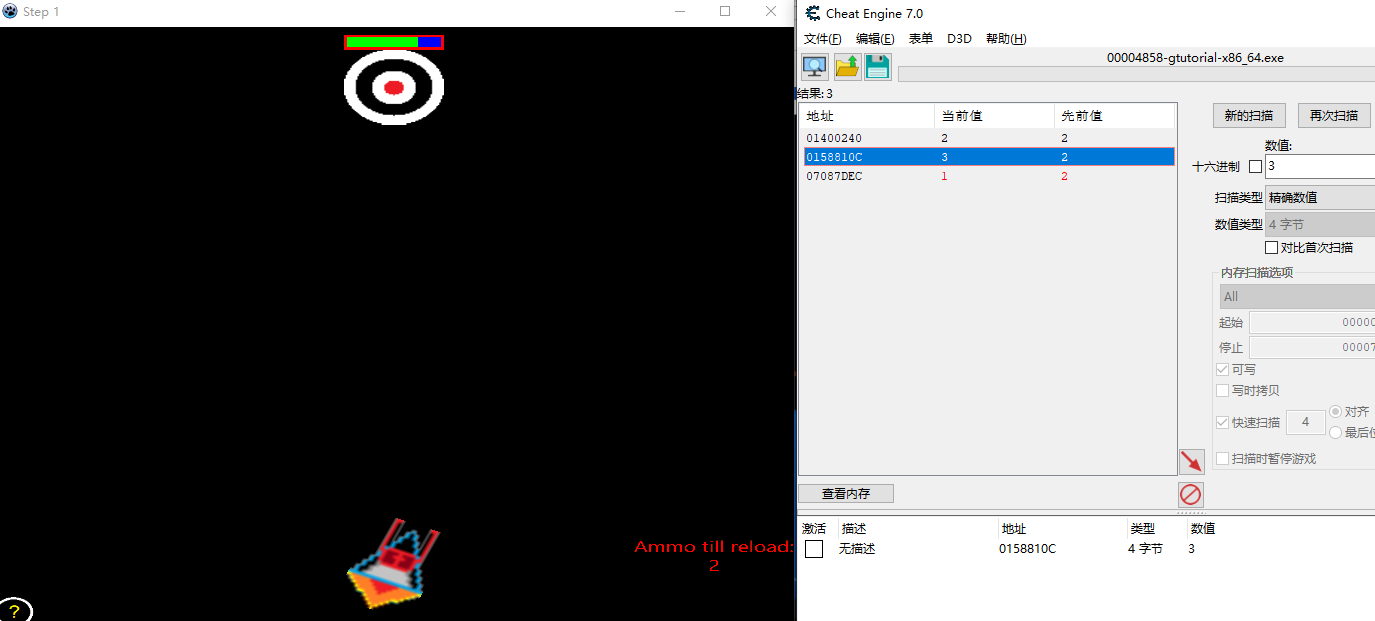 Step 1
Ammo till reload:
2
?
Cheat Engine 7.0
文件(F) 编辑(E) 表单 D3D 帮助(H)
00004858-gtutorial-x86_64.exe
结果: 3
地址 当前值 先前值
01400240 2 2
0158810C 3 2
07087DEC 1 2
新的扫描 再次扫描
数值:
十六进制 3
扫描类型 精确数值
数值类型 4 字节
对比首次扫描
内存扫描选项
All
起始 00000
停止 00007
可写
写时拷贝
快速扫描 4 对齐
最后位
扫描时暂停游戏
查看内存
激活 描述 地址 类型 数值
无描述 0158810C 4 字节 3